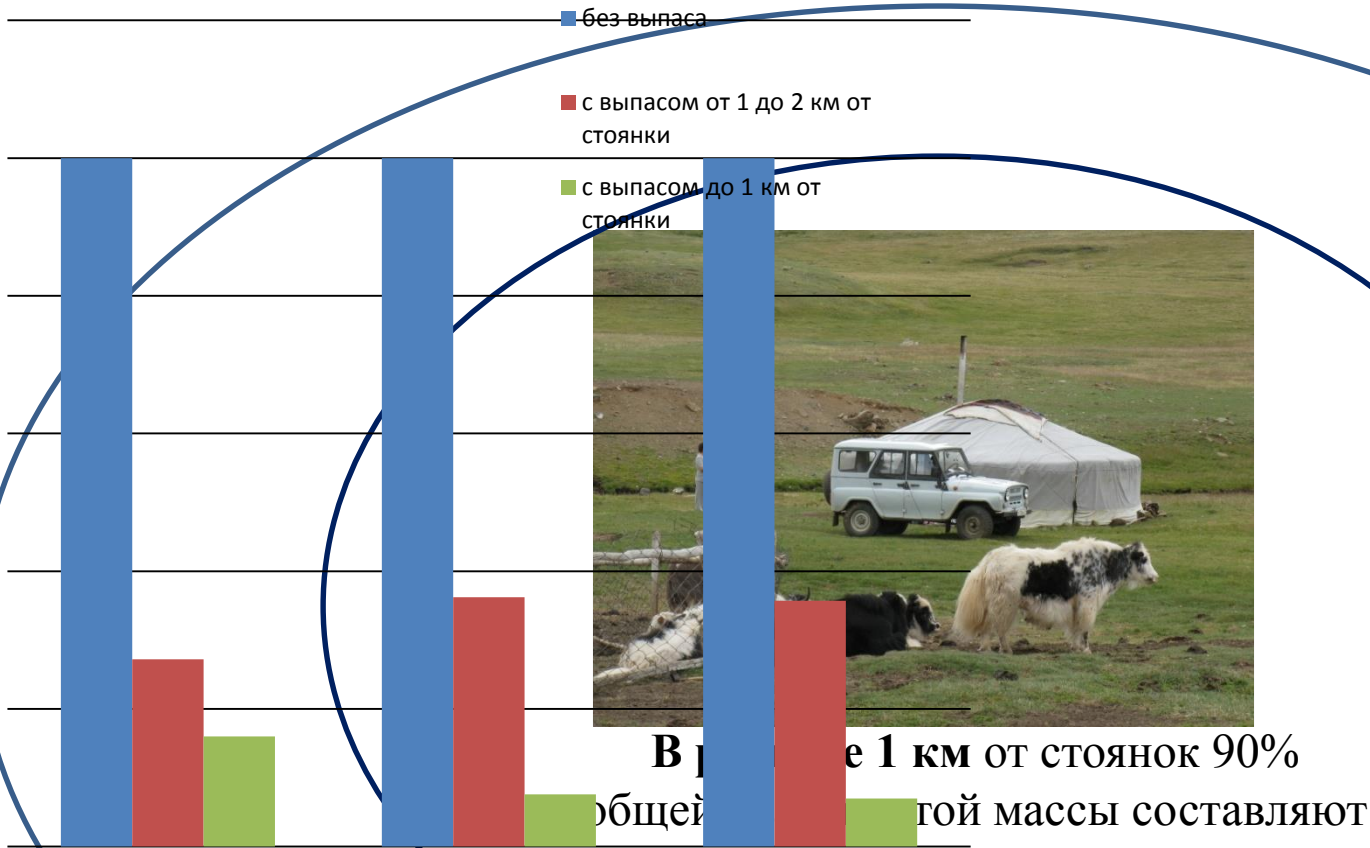 без выпаса
с выпасом от 1 до 2 км от
стоянки
с выпасом до 1 км от
стоянки
В е 1 км от стоянок 90%
массы составляют